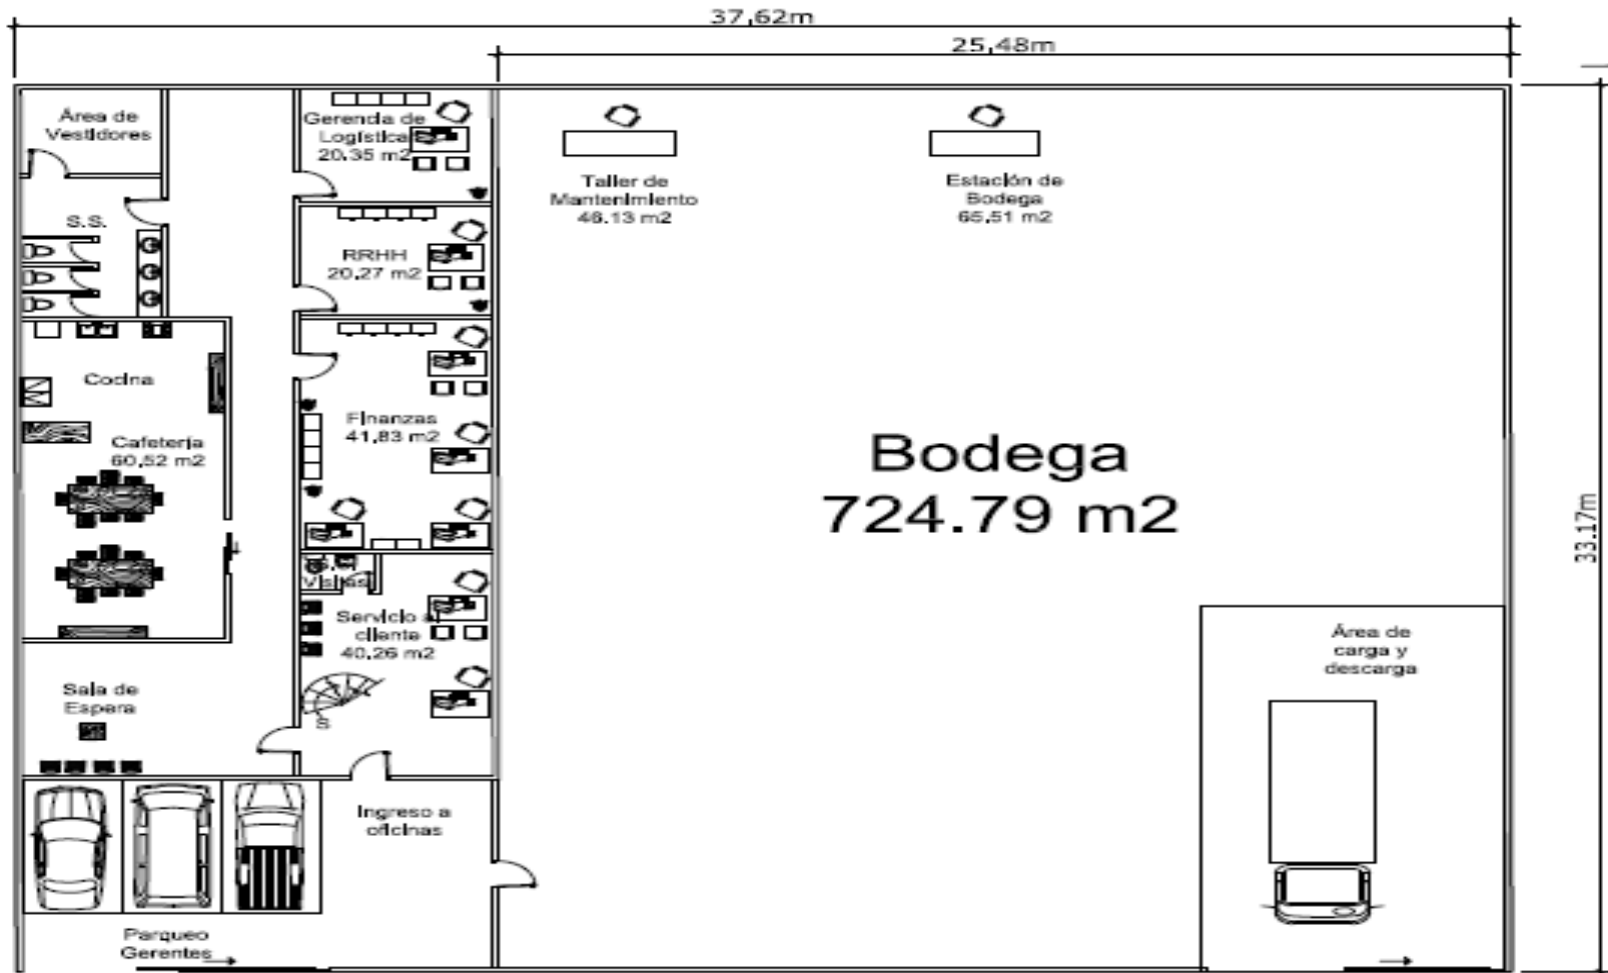 37,62m
25,48m
Área de
Vestidores
Gerencia de
Logística
20.35 m2
Taller de
Mantenimiento
46.13 m2
Estación de
Bodega
65,51 m2
S.S.
RRHH
20,27 m2
Cocina
Finanzas
41,83 m2
Cafetería
60,52 m2
Bodega
724.79 m2
33.17m
Visitas
Servicio al
cliente
40,26 m2
Área de
carga y
descarga
Sala de
Espera
S
Ingreso a
oficinas
Parqueo
Gerentes